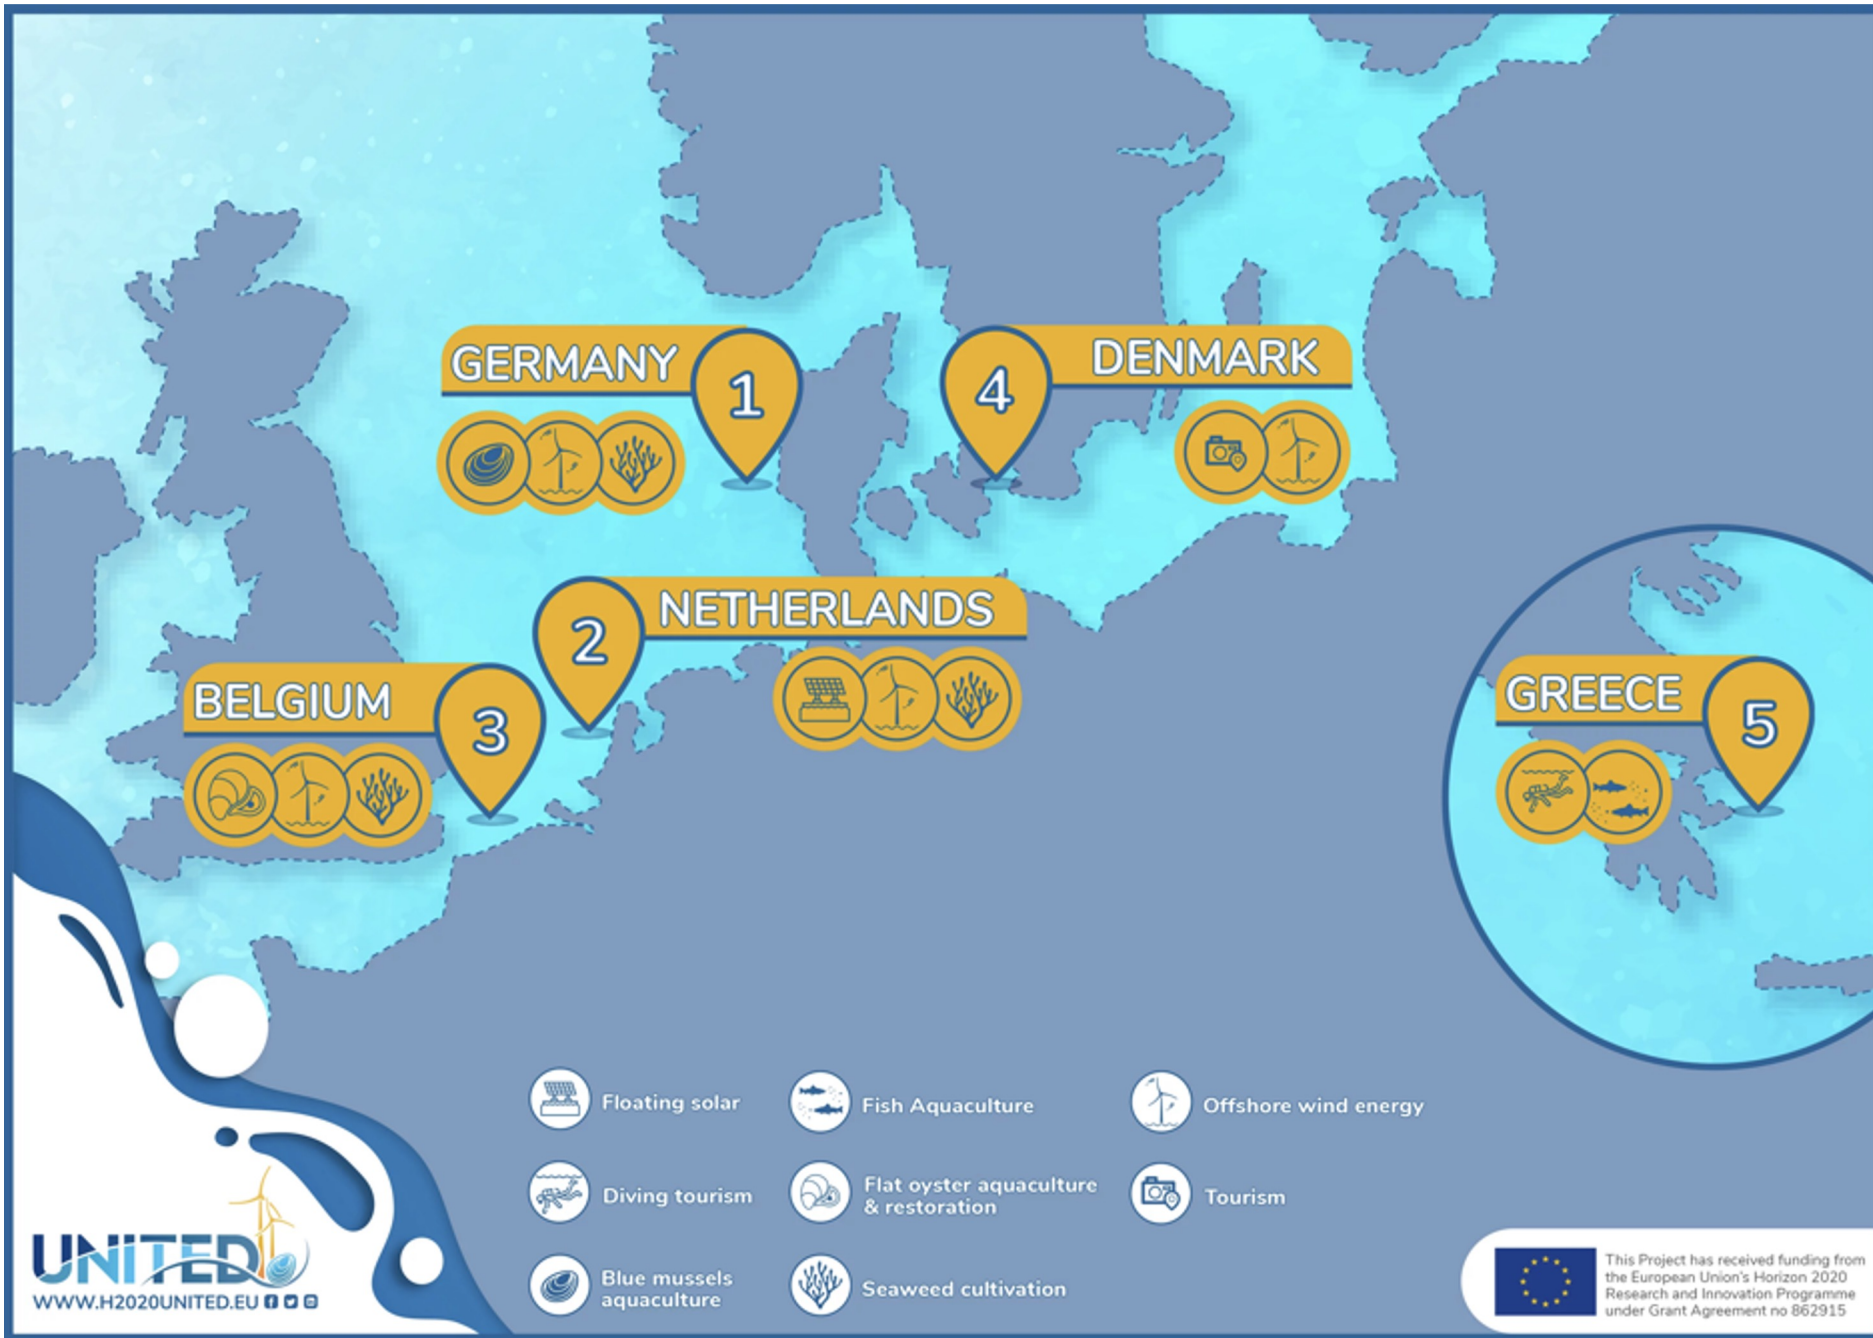 GERMANY
1
4
DENMARK
2
NETHERLANDS
BELGIUM
3
GREECE
5
Floating solar
Fish Aquaculture
Offshore wind energy
Diving tourism
Flat oyster aquaculture
& restoration
Tourism
Blue mussels
aquaculture
Seaweed cultivation
UNITED
WWW.H2020UNITED.EU
This Project has received funding from
the European Union's Horizon 2020
Research and Innovation Programme
under Grant Agreement no 862915